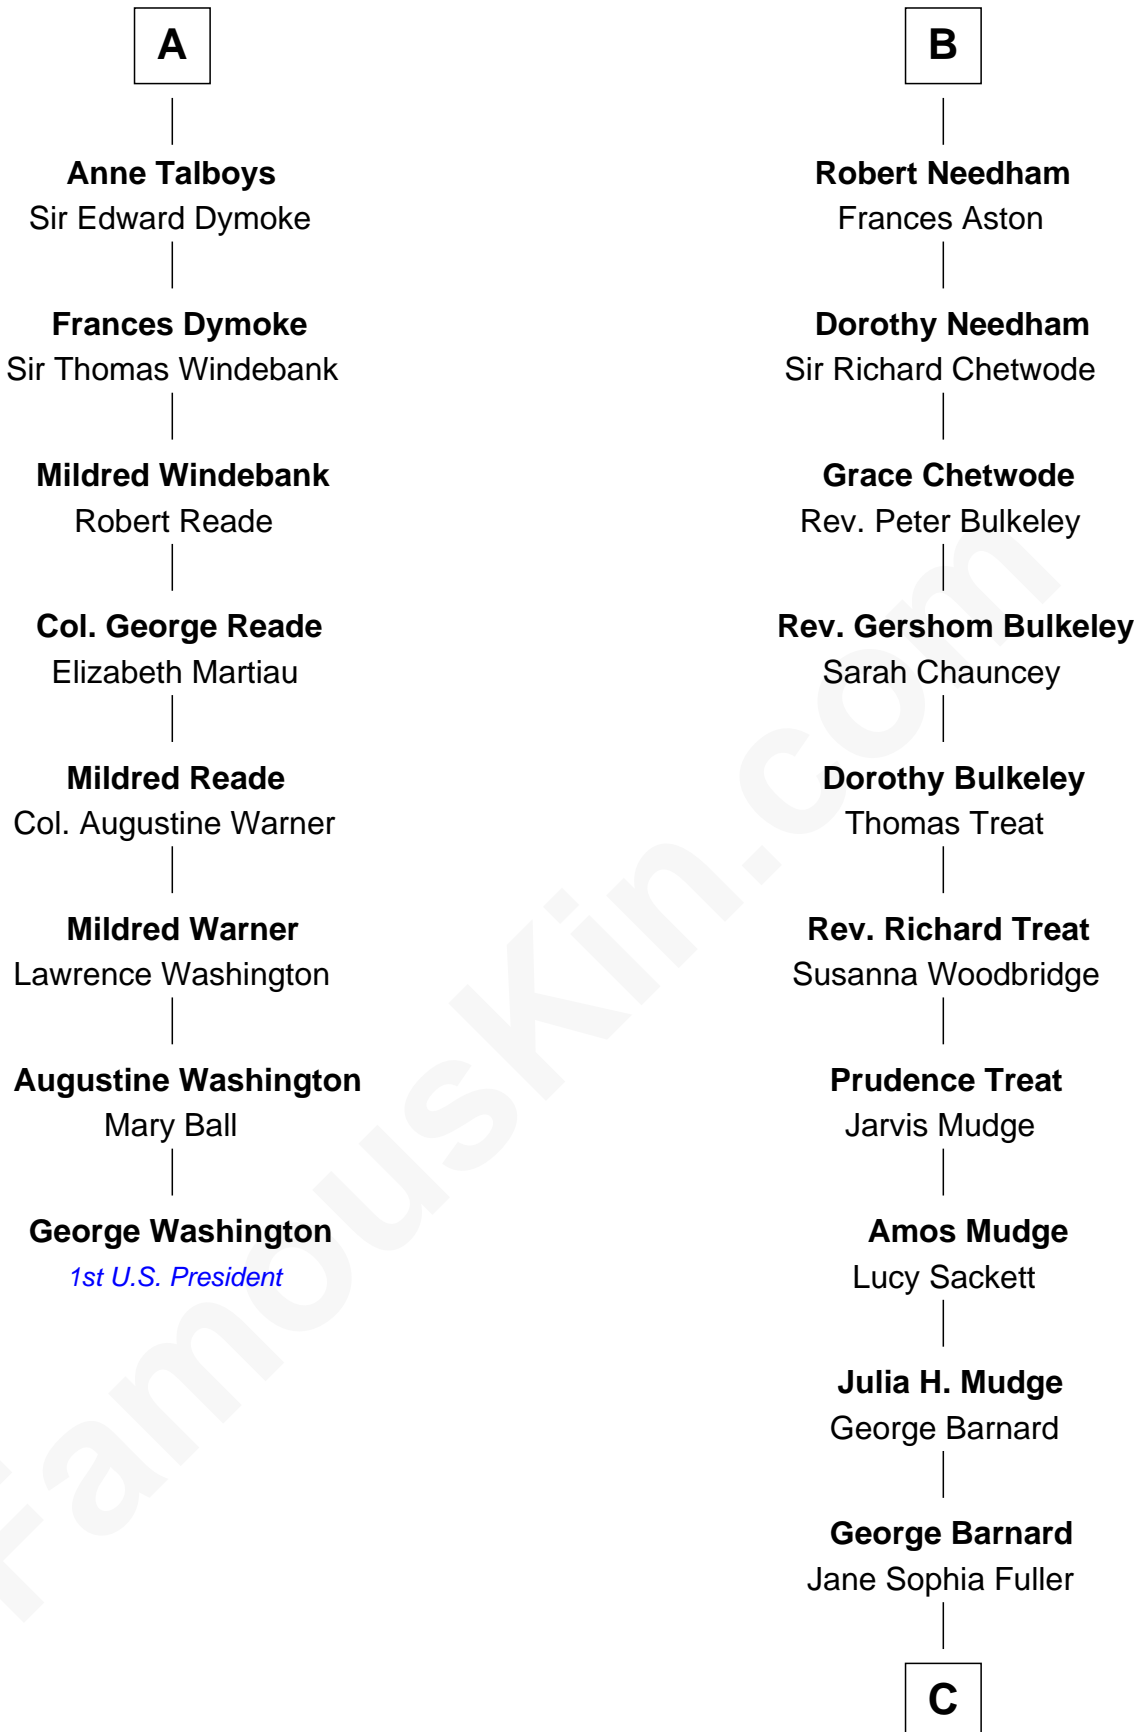 A
Anne Talboys
Sir Edward Dymoke
Frances Dymoke
Sir Thomas Windebank
Mildred Windebank
Robert Reade
Col. George Reade
Elizabeth Martiau
Mildred Reade
Col. Augustine Warner
Mildred Warner
Lawrence Washington
Augustine Washington
Mary Ball
George Washington
1st U.S. President
B
Robert Needham
Frances Aston
Dorothy Needham
Sir Richard Chetwode
Grace Chetwode
Rev. Peter Bulkeley
Rev. Gershom Bulkeley
Sarah Chauncey
Dorothy Bulkeley
Thomas Treat
Rev. Richard Treat
Susanna Woodbridge
Prudence Treat
Jarvis Mudge
Amos Mudge
Lucy Sackett
Julia H. Mudge
George Barnard
George Barnard
Jane Sophia Fuller
C
FamousKin.com